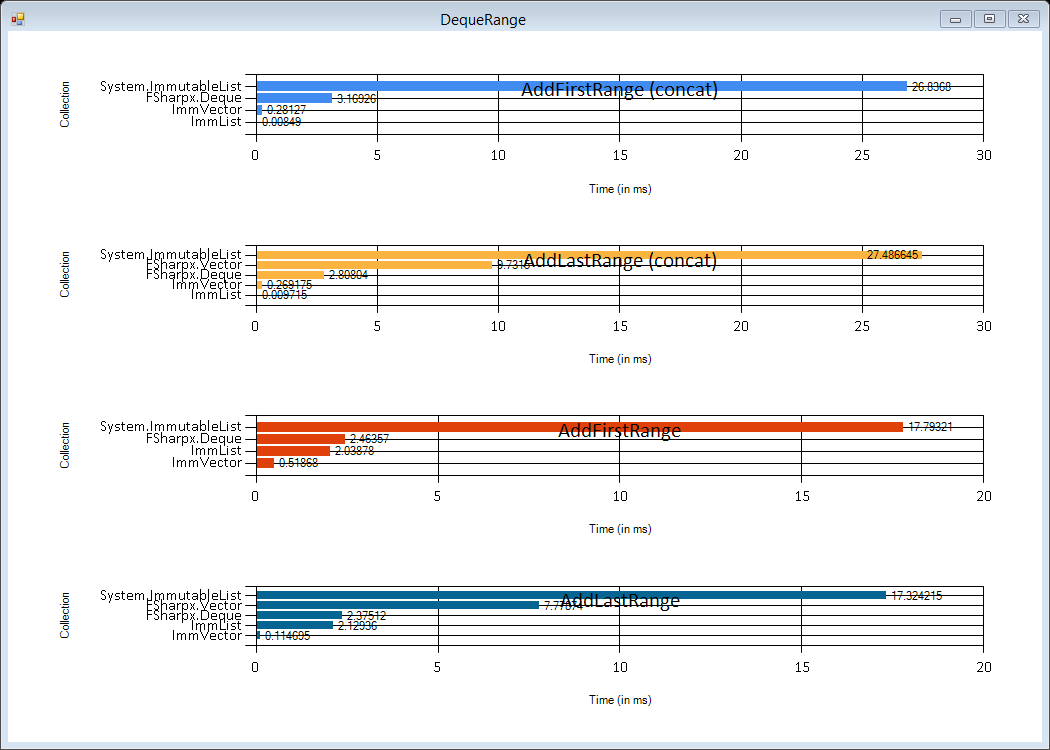 DequeRange
AddFirstRange (concat)
Collection
System.ImmutableList 26.8368
FSharpx.Deque 3.16926
ImmVector 0.28127
ImmList 0.00849
0 5 10 15 20 25 30
Time (in ms)
AddLastRange (concat)
Collection
System.ImmutableList 27.486645
FSharpx.Vector
FSharpx.Deque 2.80804
ImmVector 0.269175
ImmList 0.009715
0 5 10 15 20 25 30
Time (in ms)
AddFirstRange
Collection
System.ImmutableList 17.79321
FSharpx.Deque 2.46357
ImmList 2.03878
ImmVector 0.51868
0 5 10 15 20
Time (in ms)
AddLastRange
Collection
System.ImmutableList 17.324215
FSharpx.Vector
FSharpx.Deque 2.37512
ImmList 2.12936
ImmVector 0.114695
0 5 10 15 20
Time (in ms)